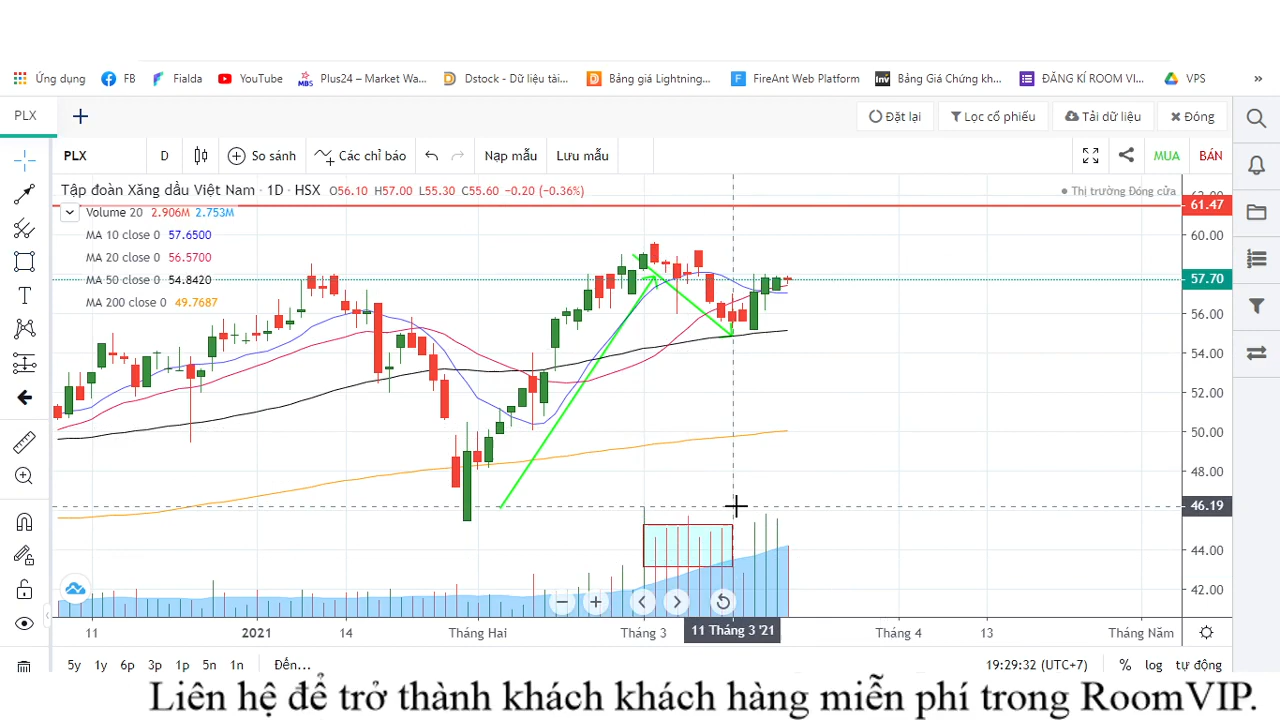 Ứng dụng FB Fialda YouTube Plus24 – Market Wa... Dstock - Dữ liệu tài... Bảng giá Lightning... FireAnt Web Platform Bảng Giá Chứng kh... ĐĂNG KÍ ROOM VI... VPS »
PLX + Đặt lại Lọc cổ phiếu Tải dữ liệu Đóng
PLX D So sánh Các chỉ báo Nạp mẫu Lưu mẫu MUA BÁN
Tập đoàn Xăng dầu Việt Nam · 1D · HSX O56.10 H57.00 L55.30 C55.60 −0.20 (−0.36%) Thị trường Đóng cửa
61.47
Volume 20 2.906M 2.753M
MA 10 close 0 57.6500
60.00
MA 20 close 0 56.5700
MA 50 close 0 54.8420
57.70
MA 200 close 0 49.7687
56.00
54.00
52.00
50.00
48.00
46.19
44.00
42.00
11 2021 14 Tháng Hai Tháng 3 11 Tháng 3 '21 Tháng 4 13 Tháng Năm
5y 1y 6p 3p 1p 5n 1n Đến... 19:29:32 (UTC+7) % log tự động
Liên hệ để trở thành khách khách hàng miễn phí trong RoomVIP.